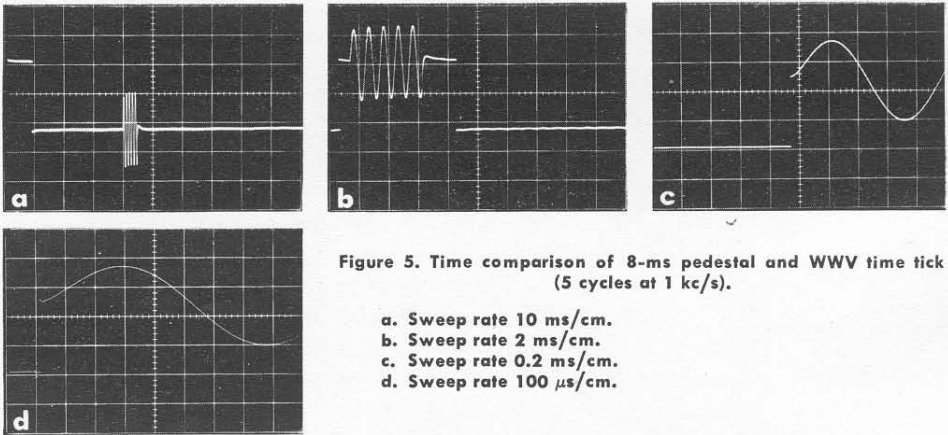 a
b
c
d
Figure 5. Time comparison of 8-ms pedestal and WWV time tick
(5 cycles at 1 kc/s).
a. Sweep rate 10 ms/cm.
b. Sweep rate 2 ms/cm.
c. Sweep rate 0.2 ms/cm.
d. Sweep rate 100 μs/cm.